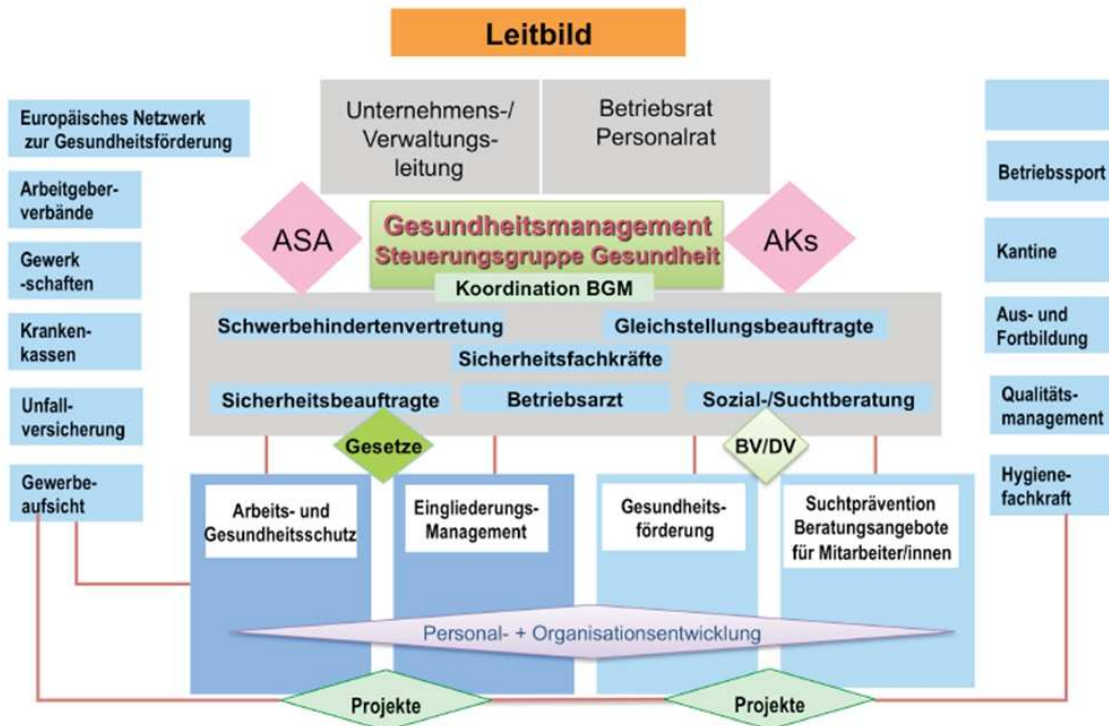 Leitbild
Unternehmens-/
Verwaltungs-
leitung
Betriebsrat
Personalrat
Europäisches Netzwerk
zur Gesundheitsförderung
Arbeitgeber-
verbände
Gewerk
-schaften
Kranken-
kassen
Unfall-
versicherung
Gewerbe-
aufsicht
ASA
Gesundheitsmanagement
Steuerungsgruppe Gesundheit
AKs
Koordination BGM
Schwerbehindertenvertretung
Gleichstellungsbeauftragte
Sicherheitsfachkräfte
Sicherheitsbeauftragte
Betriebsarzt
Sozial-/Suchtberatung
Gesetze
BV/DV
Arbeits- und
Gesundheitsschutz
Eingliederungs-
Management
Gesundheits-
förderung
Suchtprävention
Beratungsangebote
für Mitarbeiter/innen
Personal- + Organisationsentwicklung
Projekte
Projekte
Betriebssport
Kantine
Aus- und
Fortbildung
Qualitäts-
management
Hygiene-
fachkraft